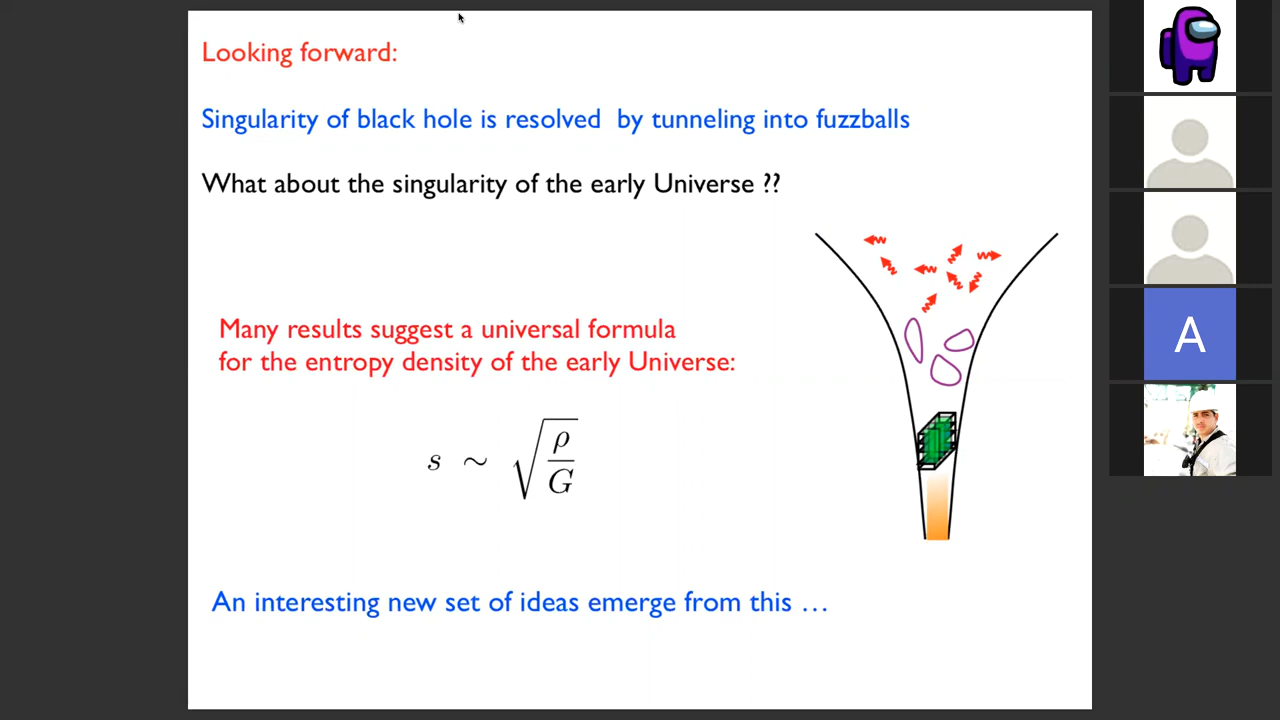 Looking forward:
Singularity of black hole is resolved by tunneling into fuzzballs
What about the singularity of the early Universe ??
Many results suggest a universal formula
for the entropy density of the early Universe:
s ∼ √(ρ/G)
An interesting new set of ideas emerge from this …
A